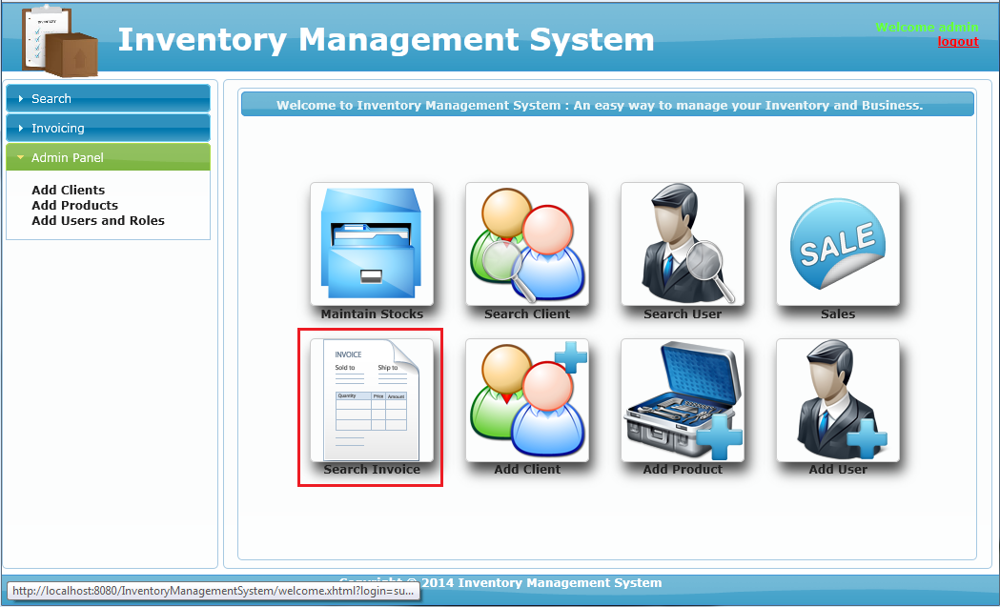 INVENTORY
Inventory Management System
Welcome admin
logout
Search
Invoicing
Admin Panel
Add Clients
Add Products
Add Users and Roles
Welcome to Inventory Management System : An easy way to manage your Inventory and Business.
SALE
Maintain Stocks
Search Client
Search User
Sales
INVOICE
Sold to Ship to
Quantity Price Amount
Search Invoice
Add Client
Add Product
Add User
Copyright © 2014 Inventory Management System
http://localhost:8080/InventoryManagementSystem/welcome.xhtml?login=su...